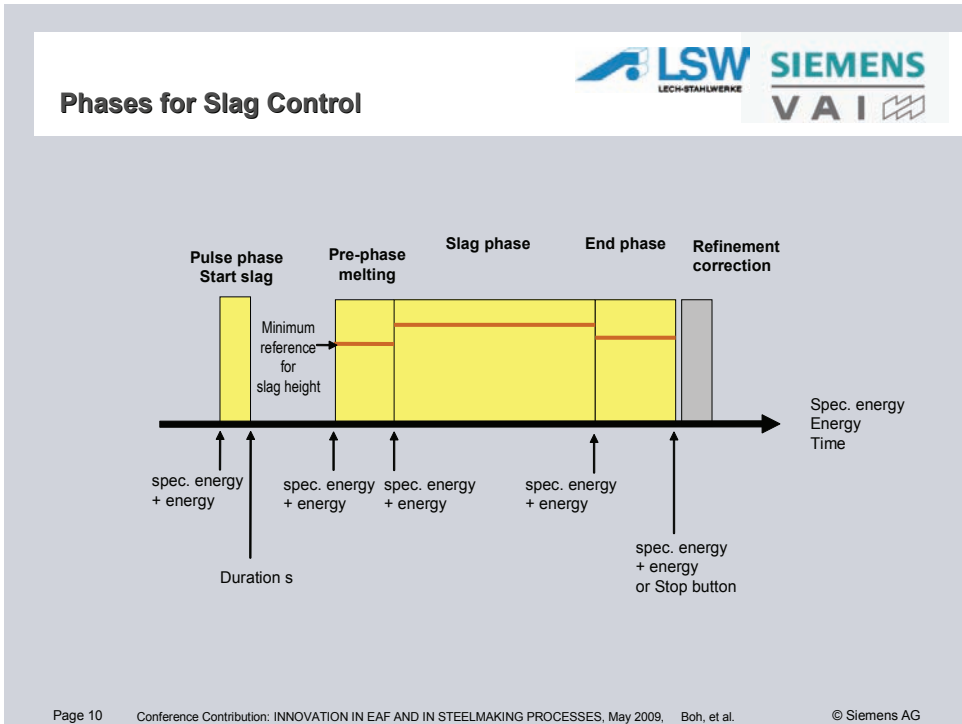 LSW
LECH-STAHLWERKE
SIEMENS
VAI
Phases for Slag Control
Pulse phase
Start slag
Pre-phase
melting
Slag phase
End phase
Refinement
correction
Minimum
reference
for
slag height
Spec. energy
Energy
Time
spec. energy
+ energy
spec. energy
+ energy
spec. energy
+ energy
spec. energy
+ energy
Duration s
spec. energy
+ energy
or Stop button
Page 10 Conference Contribution: INNOVATION IN EAF AND IN STEELMAKING PROCESSES, May 2009, Boh, et al. © Siemens AG